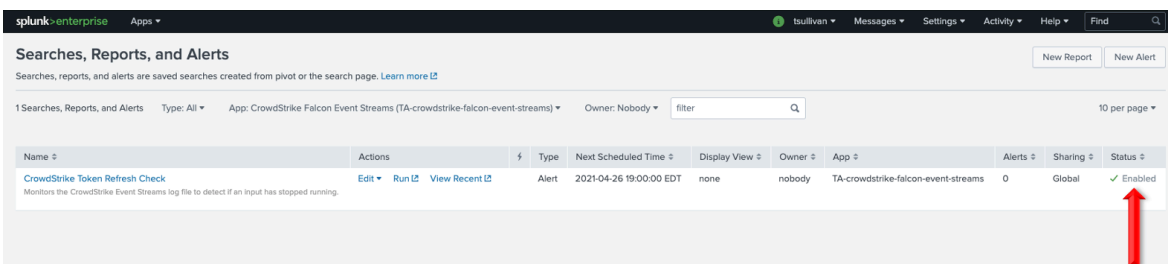 splunk>enterprise Apps ▾ i tsullivan ▾ Messages ▾ Settings ▾ Activity ▾ Help ▾ Find
Searches, Reports, and Alerts New Report New Alert
Searches, reports, and alerts are saved searches created from pivot or the search page. Learn more
1 Searches, Reports, and Alerts Type: All ▾ App: CrowdStrike Falcon Event Streams (TA-crowdstrike-falcon-event-streams) ▾ Owner: Nobody ▾ filter 10 per page ▾
Name Actions Type Next Scheduled Time Display View Owner App Alerts Sharing Status
CrowdStrike Token Refresh Check Edit ▾ Run View Recent Alert 2021-04-26 19:00:00 EDT none nobody TA-crowdstrike-falcon-event-streams 0 Global ✓ Enabled
Monitors the CrowdStrike Event Streams log file to detect if an input has stopped running.